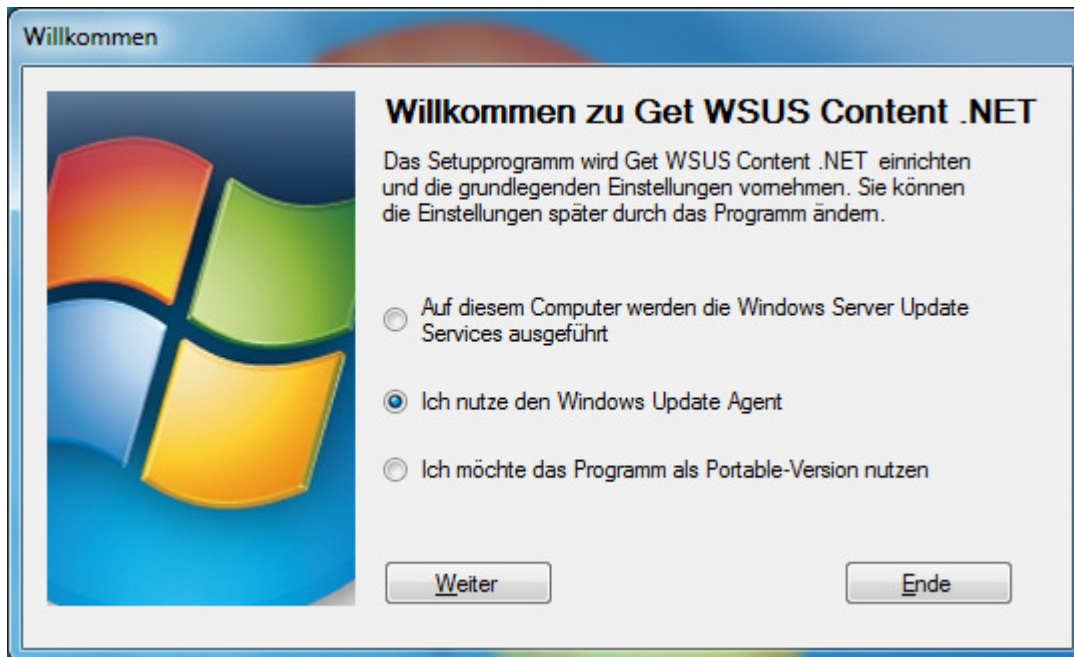 Willkommen
Willkommen zu Get WSUS Content .NET
Das Setupprogramm wird Get WSUS Content .NET einrichten
und die grundlegenden Einstellungen vornehmen. Sie können
die Einstellungen später durch das Programm ändern.
Auf diesem Computer werden die Windows Server Update
Services ausgeführt
Ich nutze den Windows Update Agent
Ich möchte das Programm als Portable-Version nutzen
Weiter
Ende